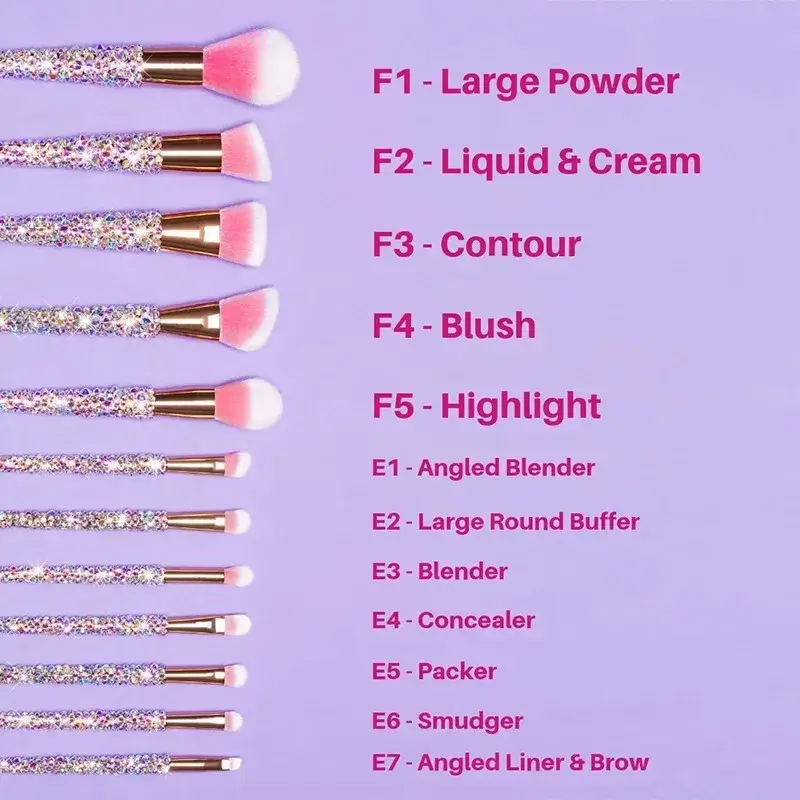 F1 - Large Powder
F2 - Liquid & Cream
F3 - Contour
F4 - Blush
F5 - Highlight
E1 - Angled Blender
E2 - Large Round Buffer
E3 - Blender
E4 - Concealer
E5 - Packer
E6 - Smudger
E7 - Angled Liner & Brow